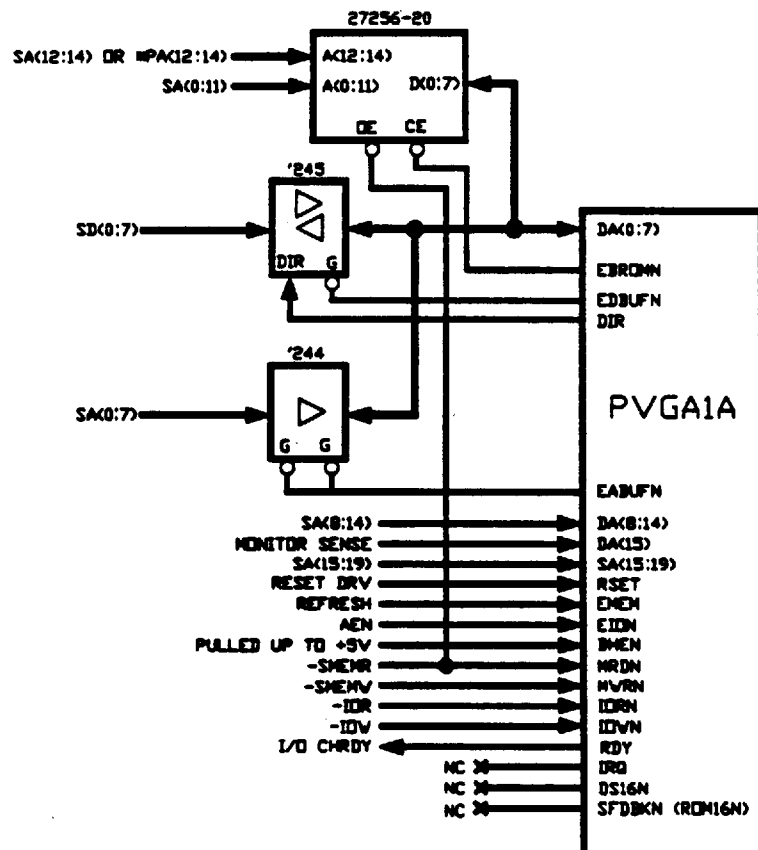 27256-20
SA(12:14) OR *PA(12:14)
A(12:14)
SA(0:11)
A(0:11)
D(0:7)
OE
CE
'245
SD(0:7)
DIR
G
DA(0:7)
EBROMN
EDBUFN
DIR
'244
SA(0:7)
G
G
PVGA1A
EABUFN
SA(8:14)
DA(8:14)
MONITOR SENSE
DA(15)
SA(15:19)
SA(15:19)
RESET DRV
RSET
REFRESH
EMEM
AEN
EION
PULLED UP TO +5V
BMEN
-SMEMR
MRDN
-SMEMW
MWRN
-IOR
IORN
-IOW
IOWN
I/O CHRDY
RDY
NC
IRQ
NC
DS16N
NC
SFDBKN (ROM16N)